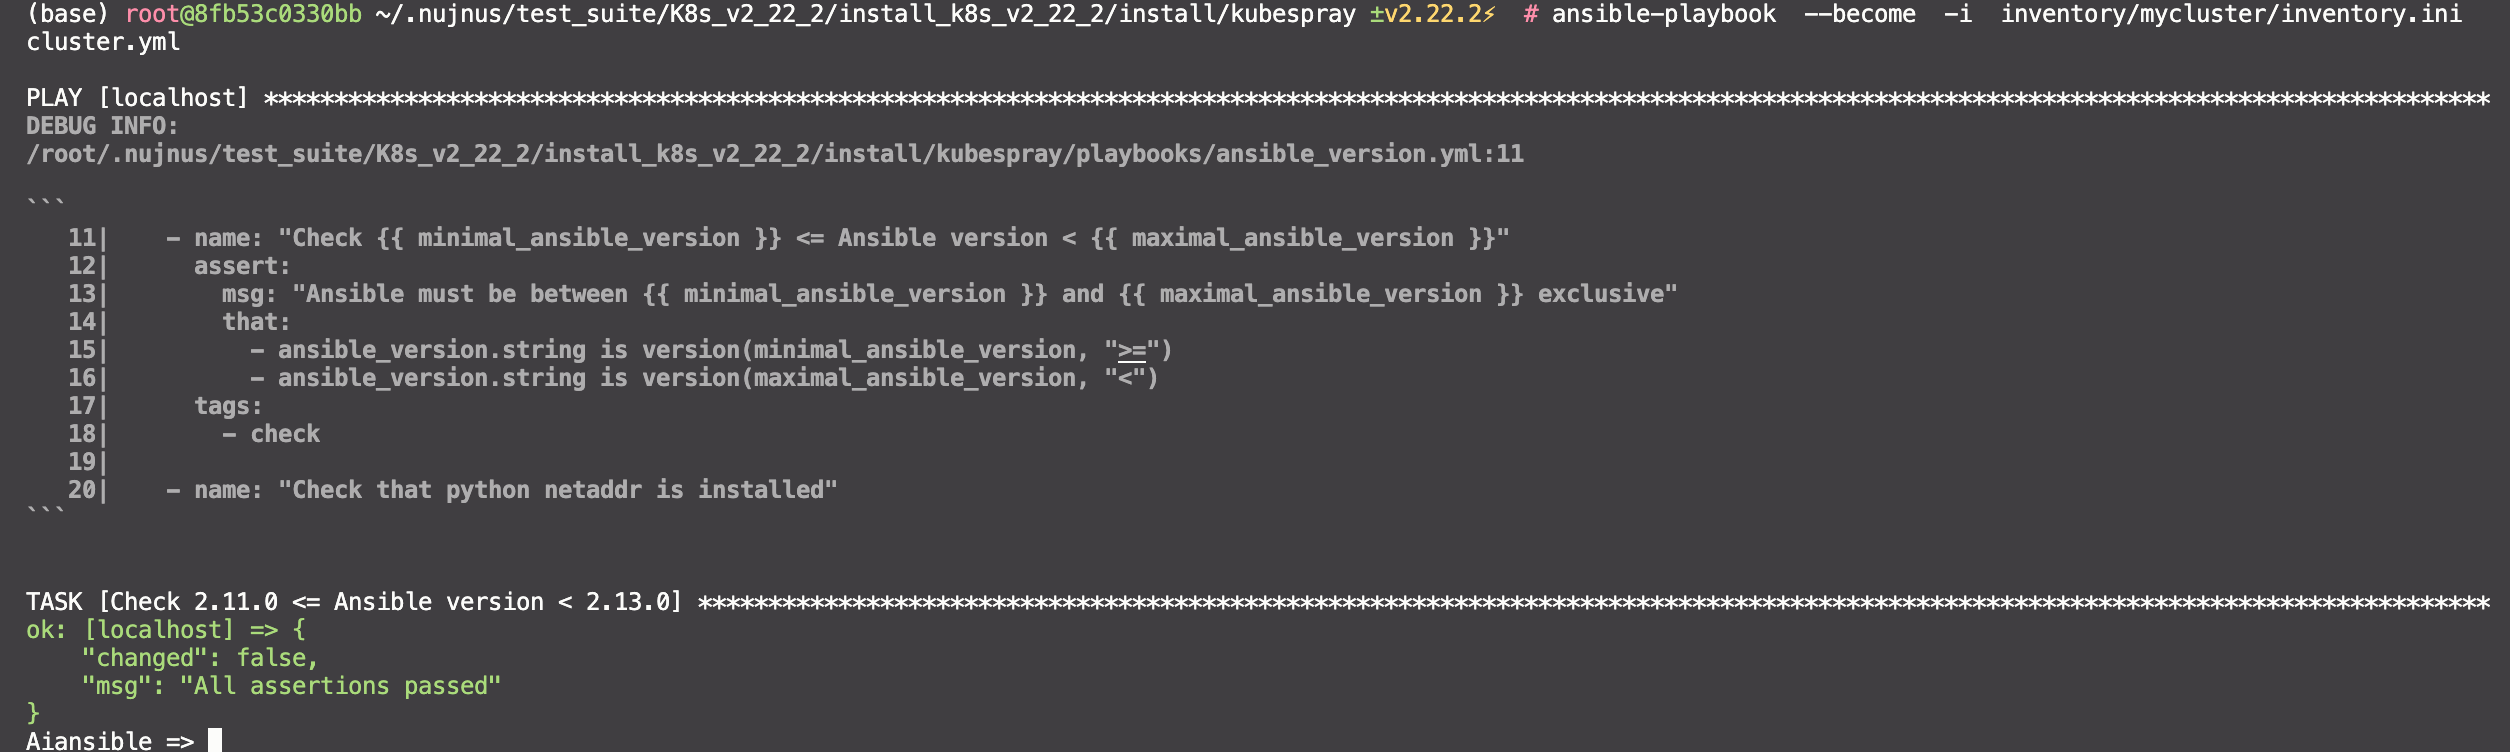 (base) root@8fb53c0330bb ~/.nujnus/test_suite/K8s_v2_22_2/install_k8s_v2_22_2/install/kubespray ±v2.22.2⚡ # ansible-playbook  --become  -i  inventory/mycluster/inventory.ini
cluster.yml
PLAY [localhost] ***************************************************************************************************************************************************************
DEBUG INFO:
/root/.nujnus/test_suite/K8s_v2_22_2/install_k8s_v2_22_2/install/kubespray/playbooks/ansible_version.yml:11
```
   11|    - name: "Check {{ minimal_ansible_version }} <= Ansible version < {{ maximal_ansible_version }}"
   12|      assert:
   13|        msg: "Ansible must be between {{ minimal_ansible_version }} and {{ maximal_ansible_version }} exclusive"
   14|        that:
   15|          - ansible_version.string is version(minimal_ansible_version, ">=")
   16|          - ansible_version.string is version(maximal_ansible_version, "<")
   17|      tags:
   18|        - check
   19|
   20|    - name: "Check that python netaddr is installed"
```
TASK [Check 2.11.0 <= Ansible version < 2.13.0] ********************************************************************************************************************************
ok: [localhost] => {
    "changed": false,
    "msg": "All assertions passed"
}
Aiansible =>